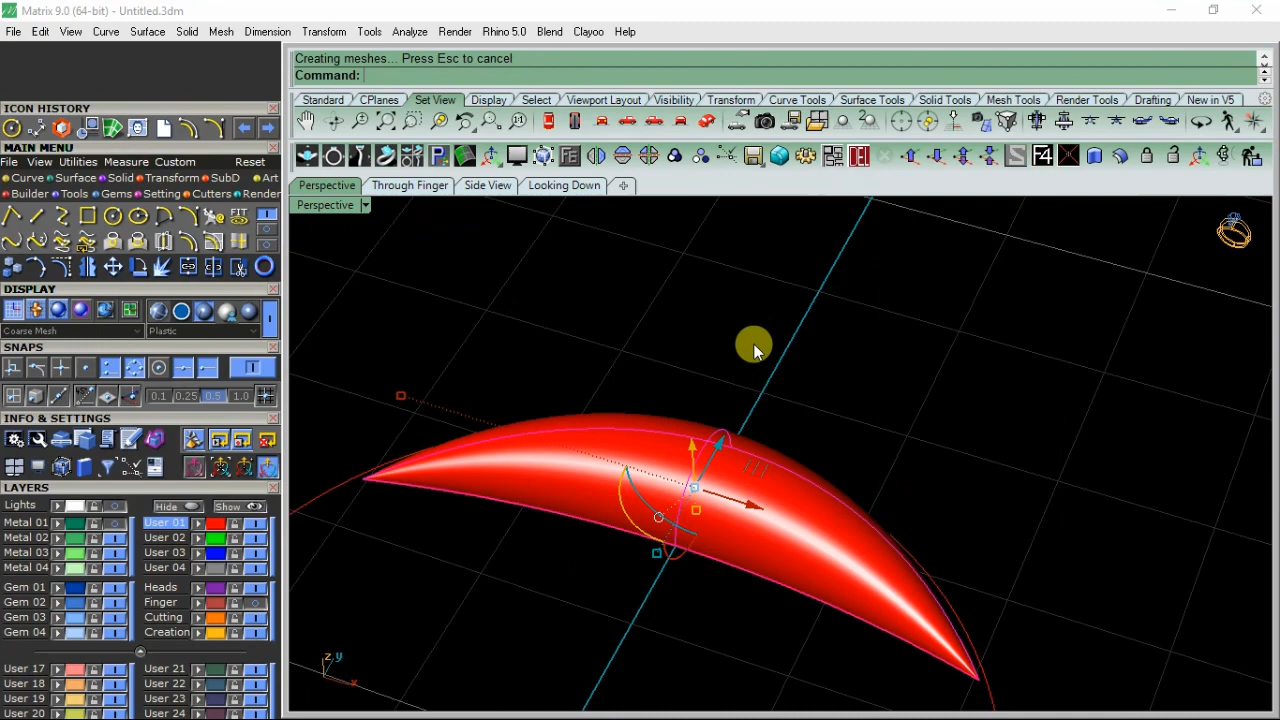 Matrix 9.0 (64-bit) - Untitled.3dm
File Edit View Curve Surface Solid Mesh Dimension Transform Tools Analyze Render Rhino 5.0 Blend Clayoo Help
Creating meshes... Press Esc to cancel
Command:
Standard CPlanes Set View Display Select Viewport Layout Visibility Transform Curve Tools Surface Tools Solid Tools Mesh Tools Render Tools Drafting New in V5
ICON HISTORY
MAIN MENU
File View Utilities Measure Custom Reset
Curve Surface Solid Transform SubD Art
Builder Tools Gems Setting Cutters Render
FIT
Perspective Through Finger Side View Looking Down
Perspective
DISPLAY
Coarse Mesh Plastic
SNAPS
0.1 0.25 0.5 1.0
INFO & SETTINGS
LAYERS
Lights Hide Show
Metal 01 User 01
Metal 02 User 02
Metal 03 User 03
Metal 04 User 04
Gem 01 Heads
Gem 02 Finger
Gem 03 Cutting
Gem 04 Creation
User 17 User 21
User 18 User 22
User 19 User 23
User 20 User 24
z y
x